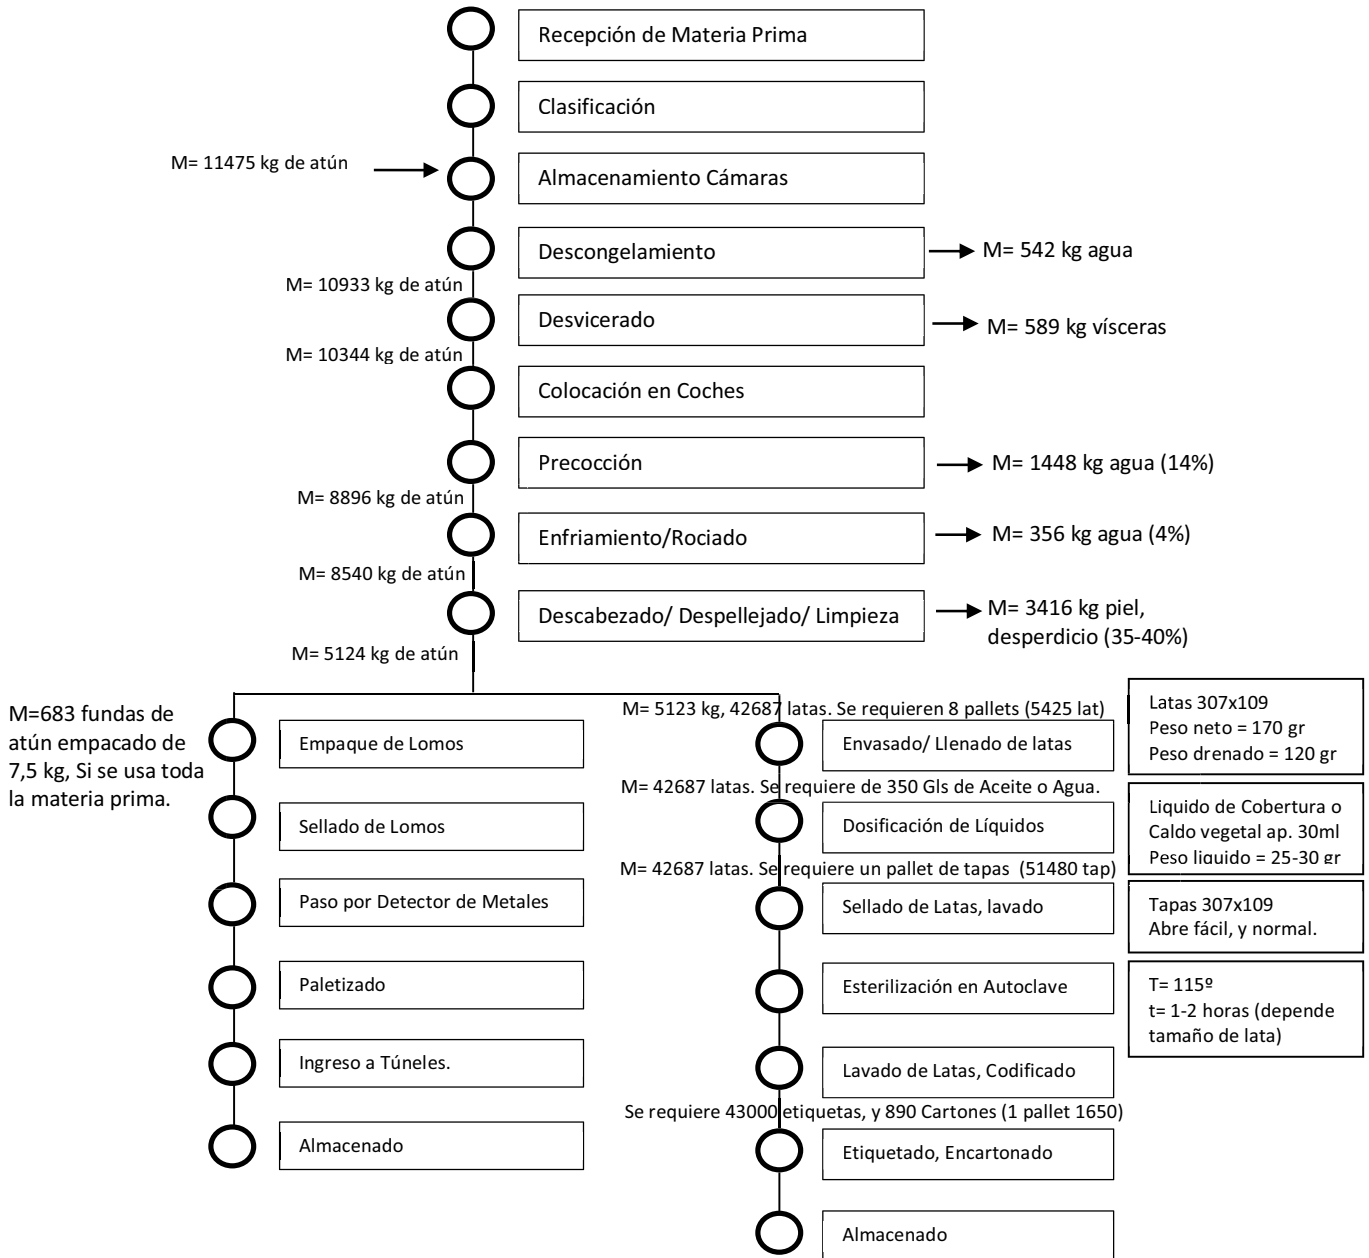 Recepción de Materia Prima
Clasificación
M= 11475 kg de atún
Almacenamiento Cámaras
Descongelamiento
M= 542 kg agua
M= 10933 kg de atún
Desvicerado
M= 589 kg vísceras
M= 10344 kg de atún
Colocación en Coches
Precocción
M= 1448 kg agua (14%)
M= 8896 kg de atún
Enfriamiento/Rociado
M= 356 kg agua (4%)
M= 8540 kg de atún
Descabezado/ Despellejado/ Limpieza
M= 3416 kg piel,
desperdicio (35-40%)
M= 5124 kg de atún
M=683 fundas de
atún empacado de
7,5 kg, Si se usa toda
la materia prima.
Empaque de Lomos
Sellado de Lomos
Paso por Detector de Metales
Paletizado
Ingreso a Túneles.
Almacenado
M= 5123 kg, 42687 latas. Se requieren 8 pallets (5425 lat)
Envasado/ Llenado de latas
Latas 307x109
Peso neto = 170 gr
Peso drenado = 120 gr
M= 42687 latas. Se requiere de 350 Gls de Aceite o Agua.
Dosificación de Líquidos
Liquido de Cobertura o
Caldo vegetal ap. 30ml
Peso liquido = 25-30 gr
M= 42687 latas. Se requiere un pallet de tapas (51480 tap)
Sellado de Latas, lavado
Tapas 307x109
Abre fácil, y normal.
Esterilización en Autoclave
T= 115º
t= 1-2 horas (depende
tamaño de lata)
Lavado de Latas, Codificado
Se requiere 43000 etiquetas, y 890 Cartones (1 pallet 1650)
Etiquetado, Encartonado
Almacenado